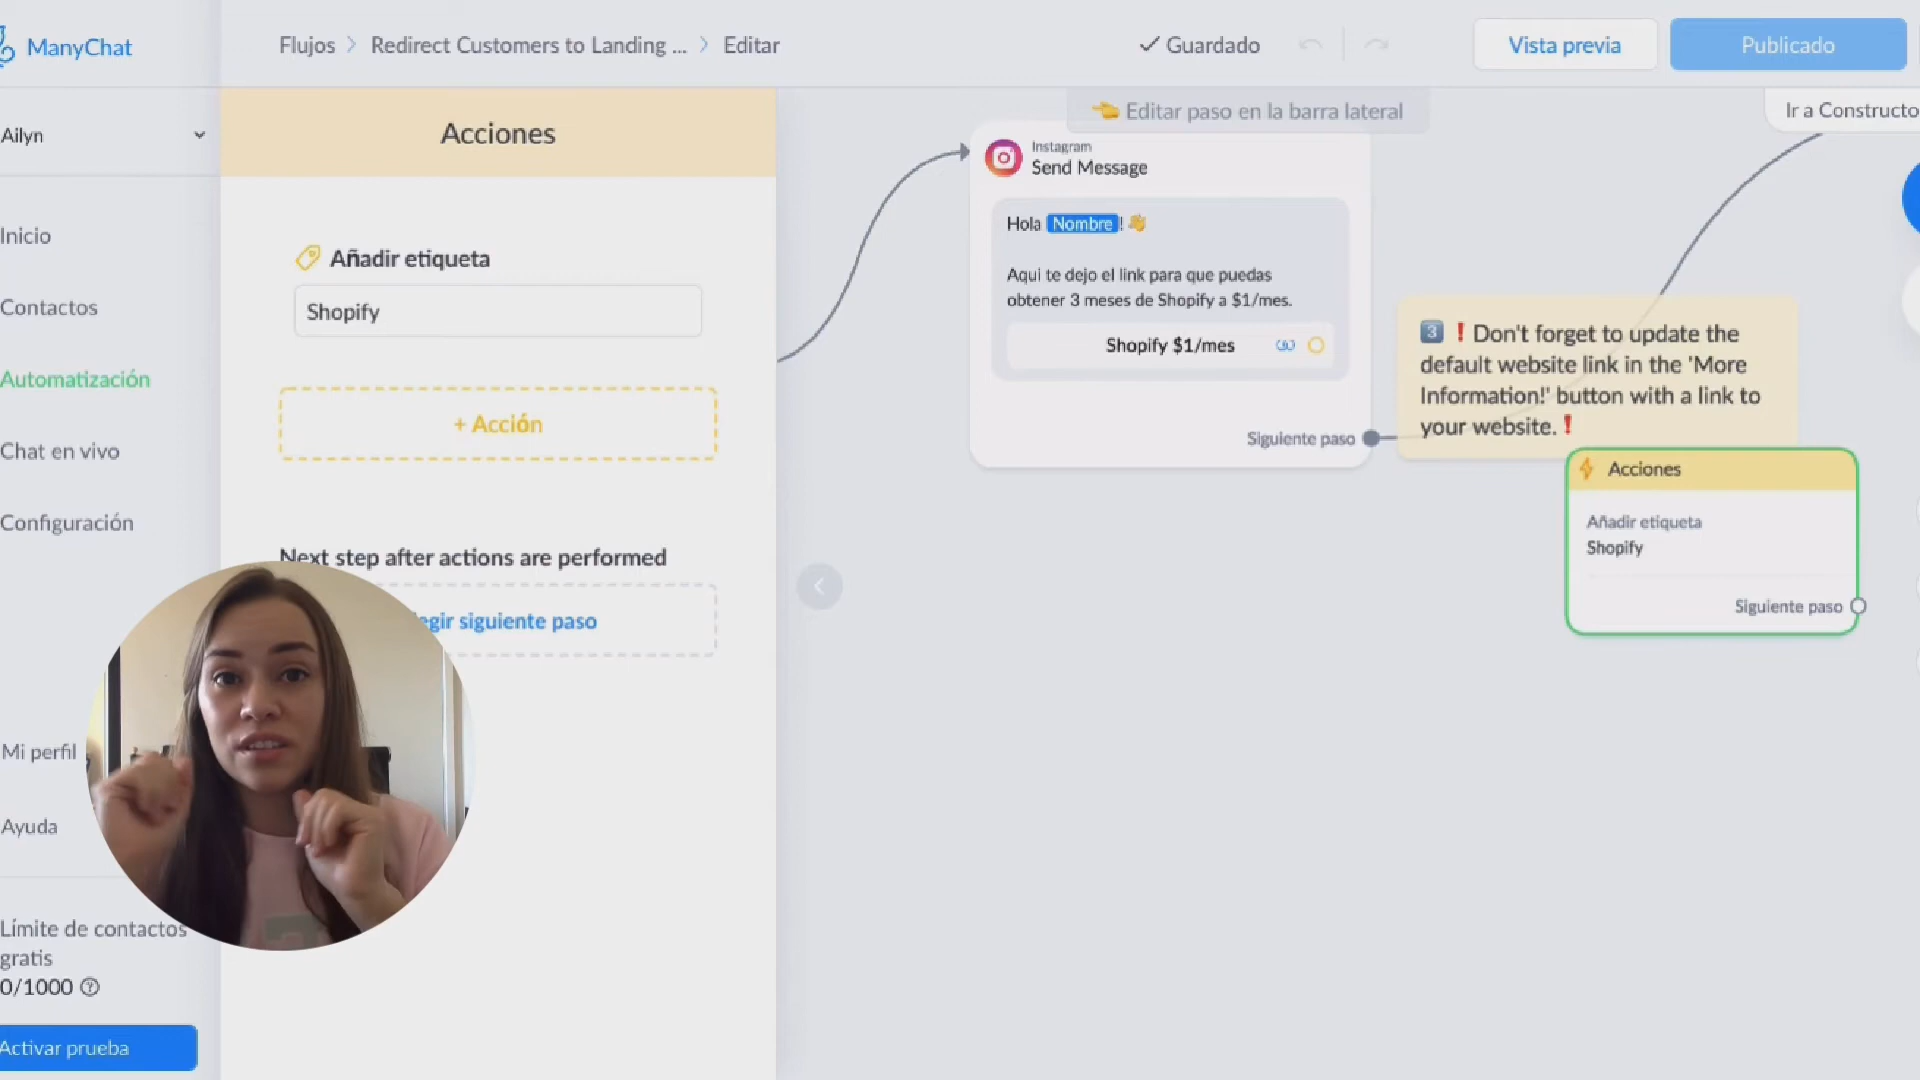 ManyChat
Flujos > Redirect Customers to Landing ... > Editar
Guardado
Vista previa
Publicado
Ailyn
Inicio
Contactos
Automatización
Chat en vivo
Configuración
Mi perfil
Ayuda
Límite de contactos
gratis
0/1000
Activar prueba
Acciones
Añadir etiqueta
Shopify
+ Acción
Next step after actions are performed
siguiente paso
👉 Editar paso en la barra lateral
Ir a
Instagram
Send Message
Hola Nombre! 👋
Aqui te dejo el link para que puedas
obtener 3 meses de Shopify a $1/mes.
Shopify $1/mes
Siguiente paso
3️⃣ ❗Don't forget to update the
default website link in the 'More
Information!' button with a link to
your website.❗
Acciones
Añadir etiqueta
Shopify
Siguiente paso